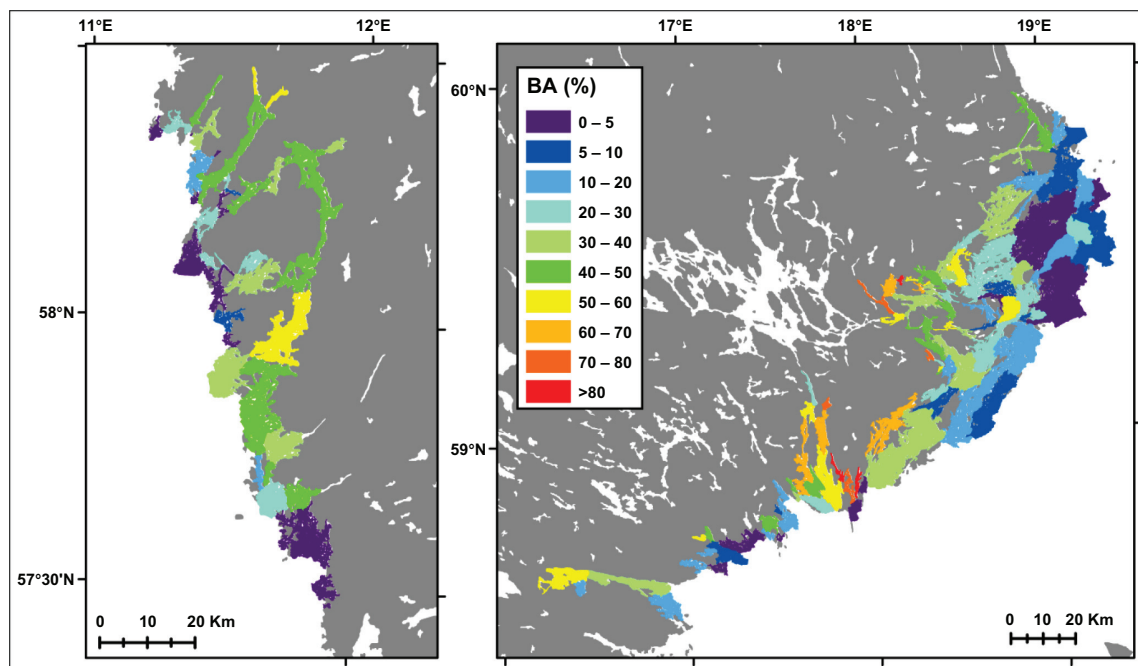 11°E
12°E
17°E
18°E
19°E
60°N
BA (%)
0 – 5
5 – 10
10 – 20
20 – 30
30 – 40
40 – 50
50 – 60
60 – 70
70 – 80
>80
58°N
59°N
57°30'N
0 10 20 Km
0 10 20 Km